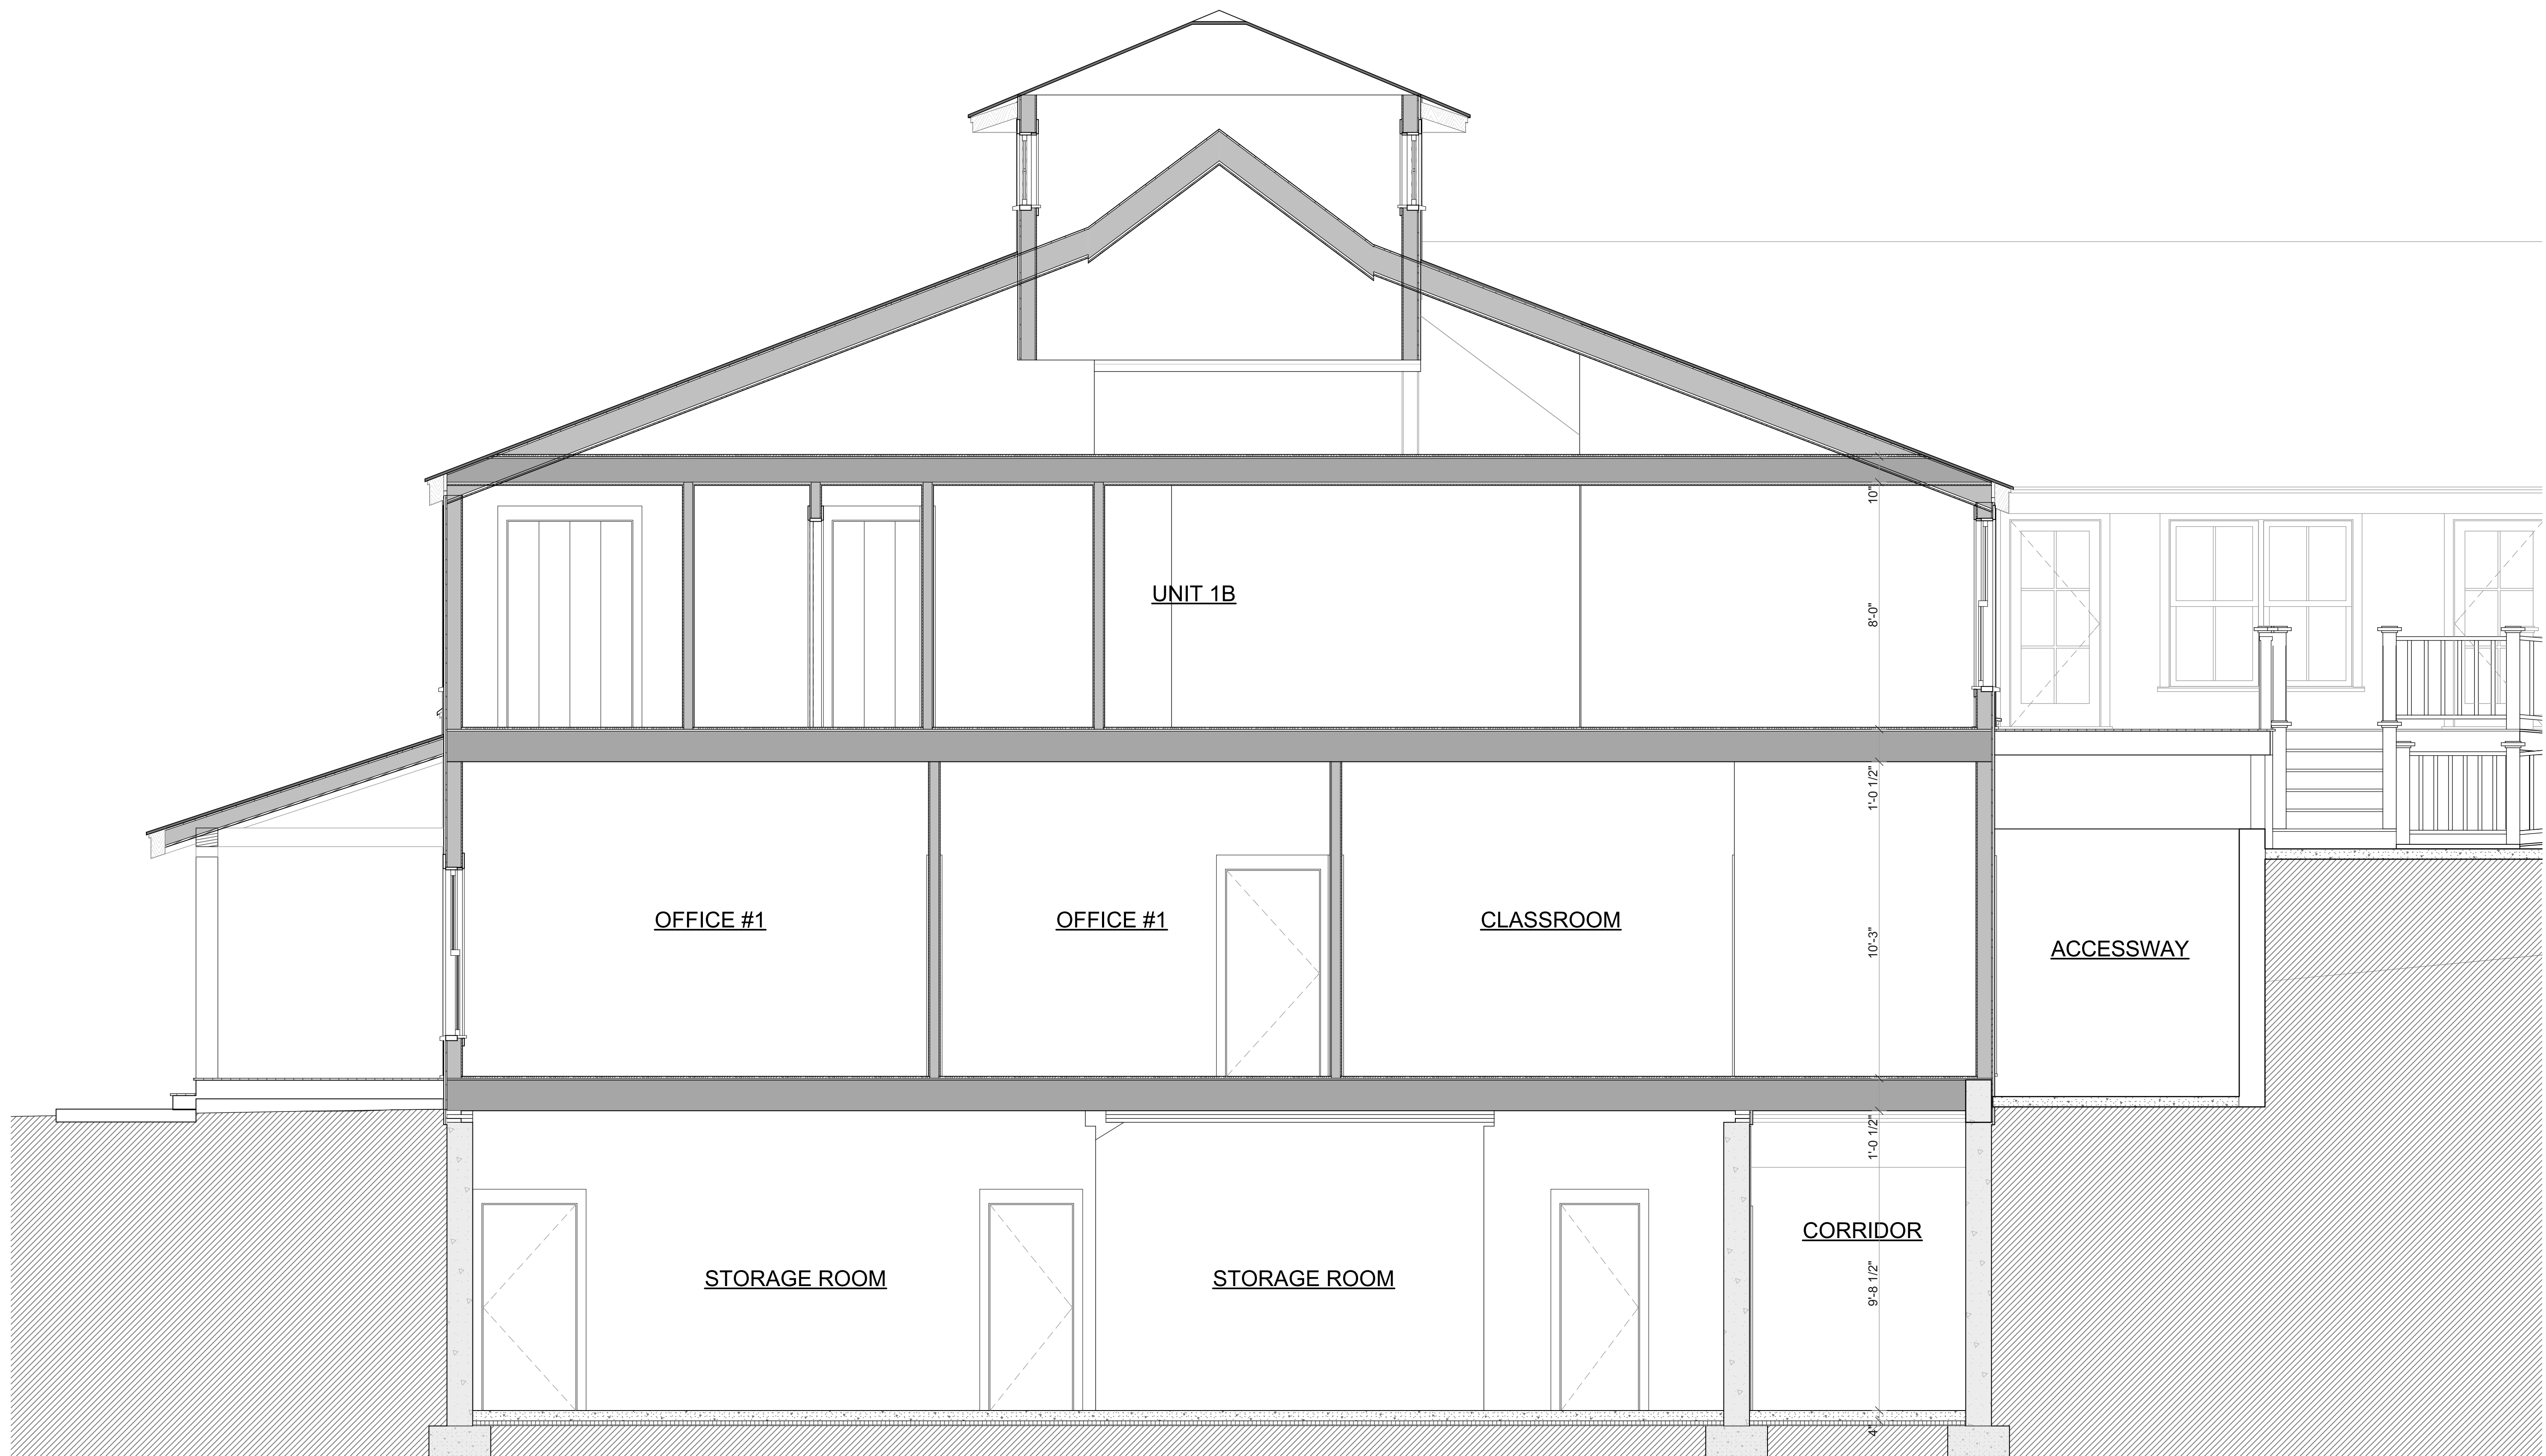 10"
UNIT 1B
8'-0"
1'-0 1/2"
OFFICE #1
OFFICE #1
CLASSROOM
10'-3"
ACCESSWAY
1'-0 1/2"
CORRIDOR
STORAGE ROOM
STORAGE ROOM
9'-8 1/2"
4"